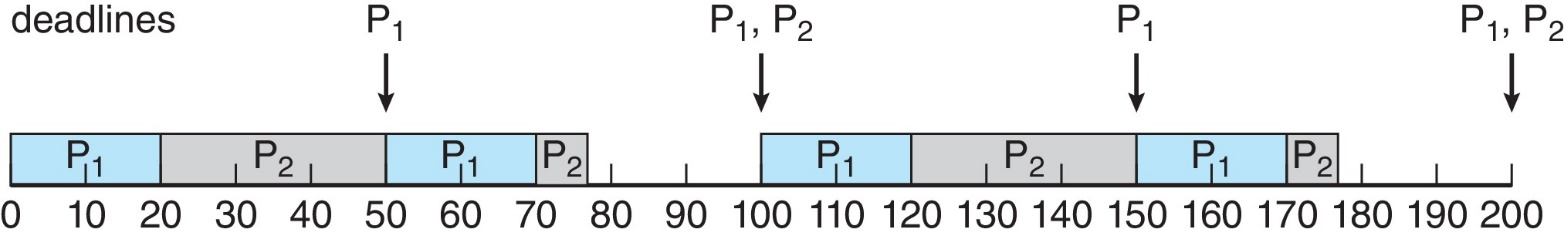 deadlines P₁ P₁, P₂ P₁ P₁, P₂
P₁ P₂ P₁ P₂ P₁ P₂ P₁ P₂
0 10 20 30 40 50 60 70 80 90 100 110 120 130 140 150 160 170 180 190 200